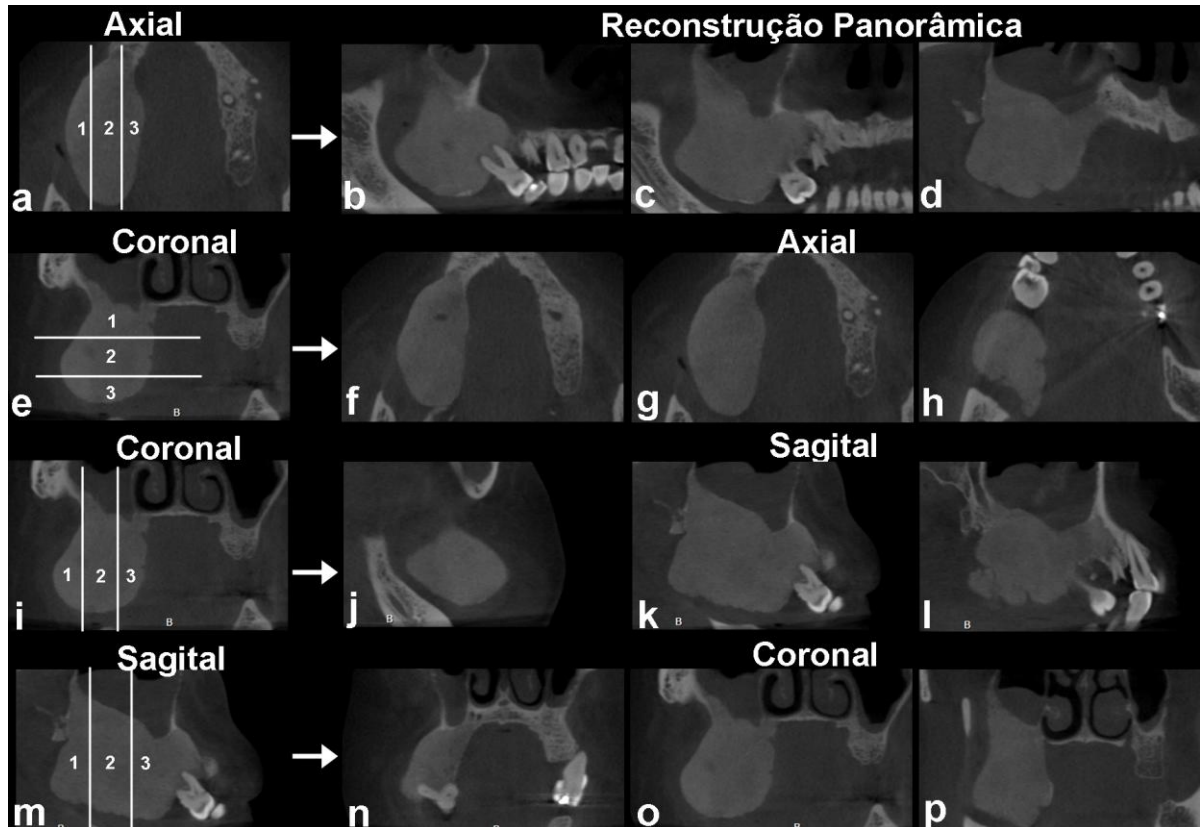 Axial
Reconstrução Panorâmica
1 2 3
a
b
c
d
Coronal
Axial
1
2
3
B
e
f
g
h
Coronal
Sagital
1 2 3
B
i
B
j
B
k
B
l
Sagital
Coronal
1 2 3
B
m
B
n
B
o
p